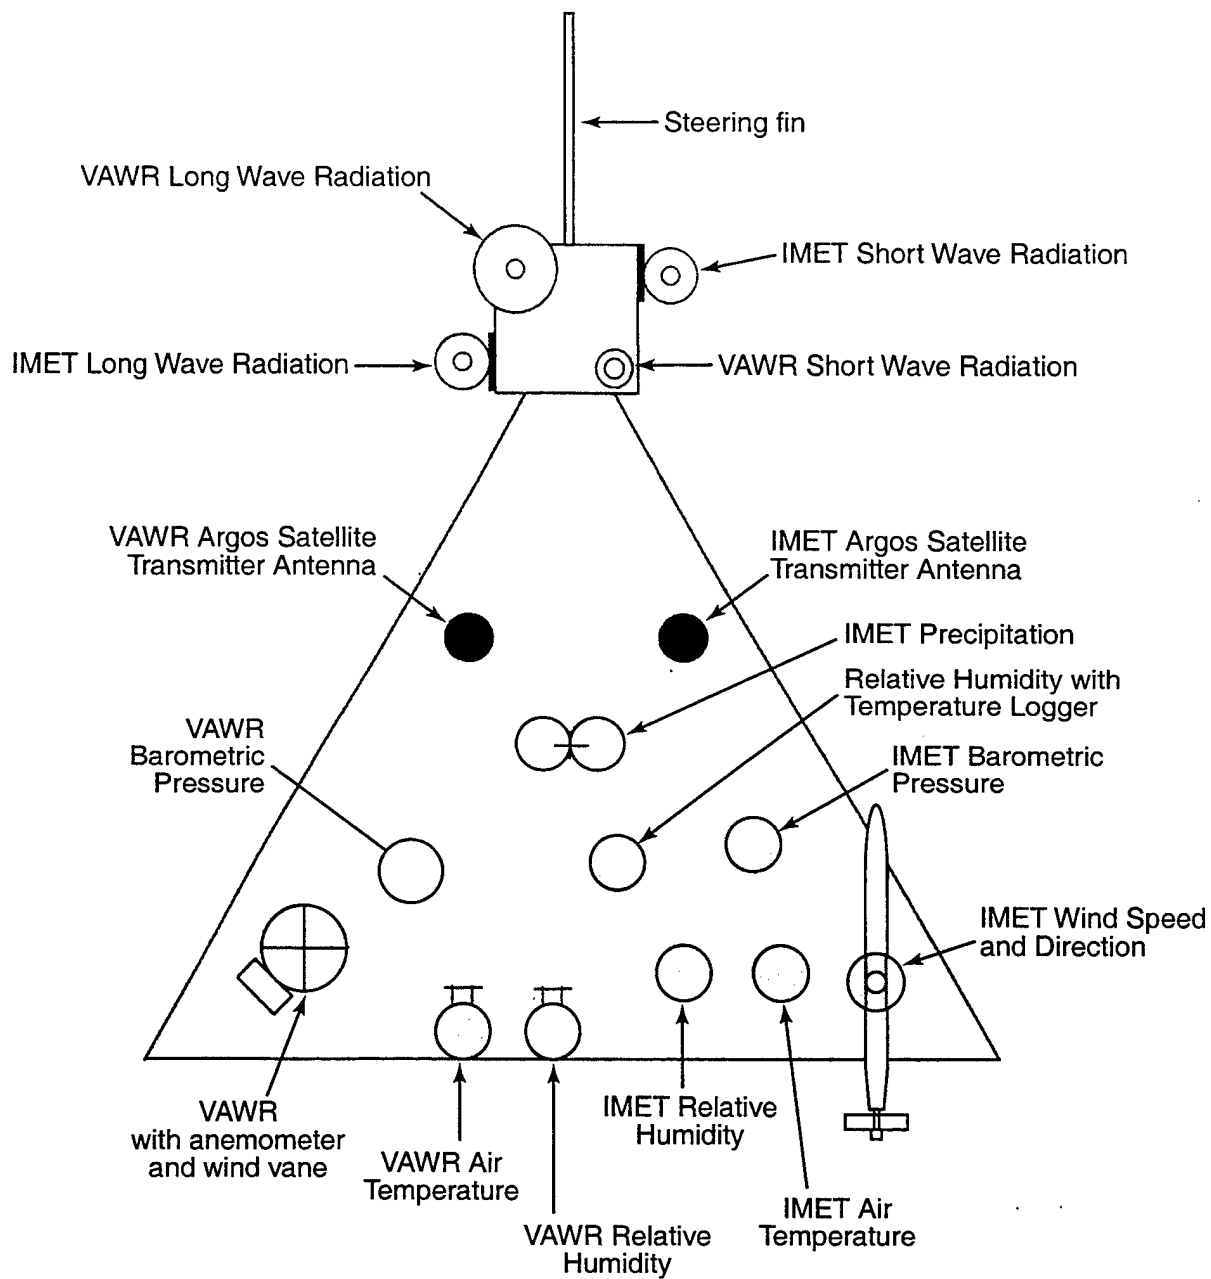 Steering fin
VAWR Long Wave Radiation
IMET Short Wave Radiation
IMET Long Wave Radiation
VAWR Short Wave Radiation
VAWR Argos Satellite
Transmitter Antenna
IMET Argos Satellite
Transmitter Antenna
IMET Precipitation
Relative Humidity with
Temperature Logger
VAWR
Barometric
Pressure
IMET Barometric
Pressure
IMET Wind Speed
and Direction
VAWR
with anemometer
and wind vane
VAWR Air
Temperature
VAWR Relative
Humidity
IMET Relative
Humidity
IMET Air
Temperature